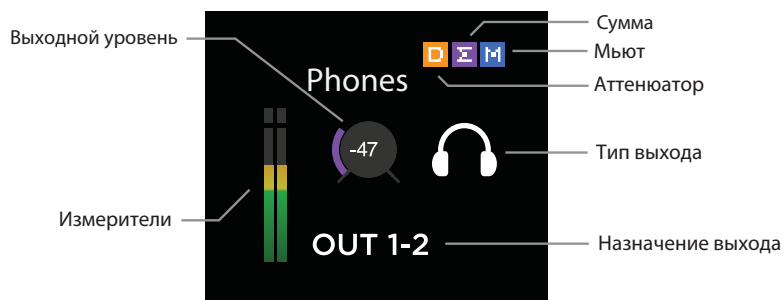 Сумма
Выходной уровень
Мьют
D Σ M
Phones
Аттенюатор
-47
Тип выхода
Измерители
OUT 1-2
Назначение выхода